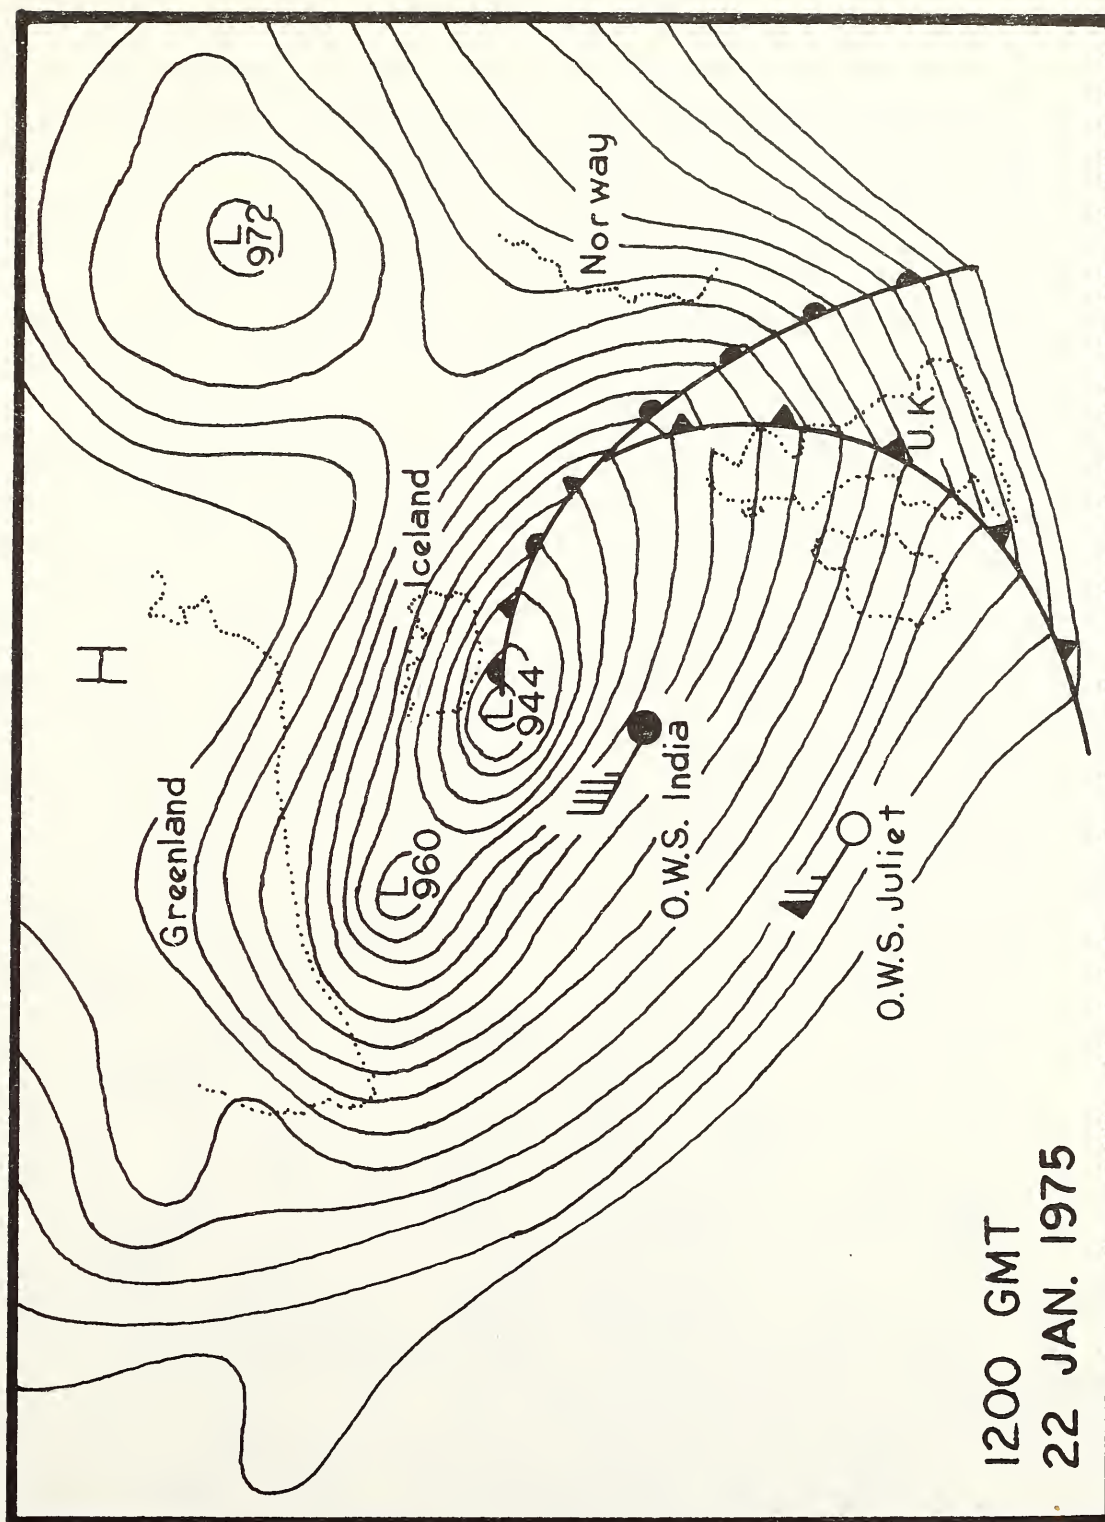 H
Greenland
L
972
Norway
Iceland
L
960
L
944
U.K.
O.W.S. India
O.W.S. Juliet
1200 GMT
22 JAN. 1975